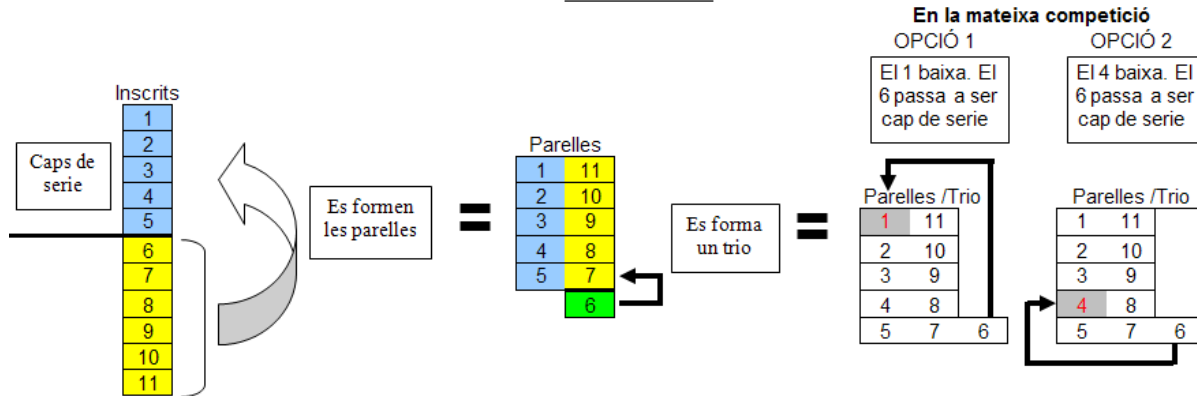 En la mateixa competició
OPCIÓ 1
OPCIÓ 2
El 1 baixa. El
6 passa a ser
cap de serie
El 4 baixa. El
6 passa a ser
cap de serie
Inscrits
1
2
3
4
5
6
7
8
9
10
11
Caps de
serie
Es formen
les parelles
=
Parelles
1 11
2 10
3 9
4 8
5 7
6
Es forma
un trio
=
Parelles /Trio
1 11
2 10
3 9
4 8
5 7 6
Parelles /Trio
1 11
2 10
3 9
4 8
5 7 6